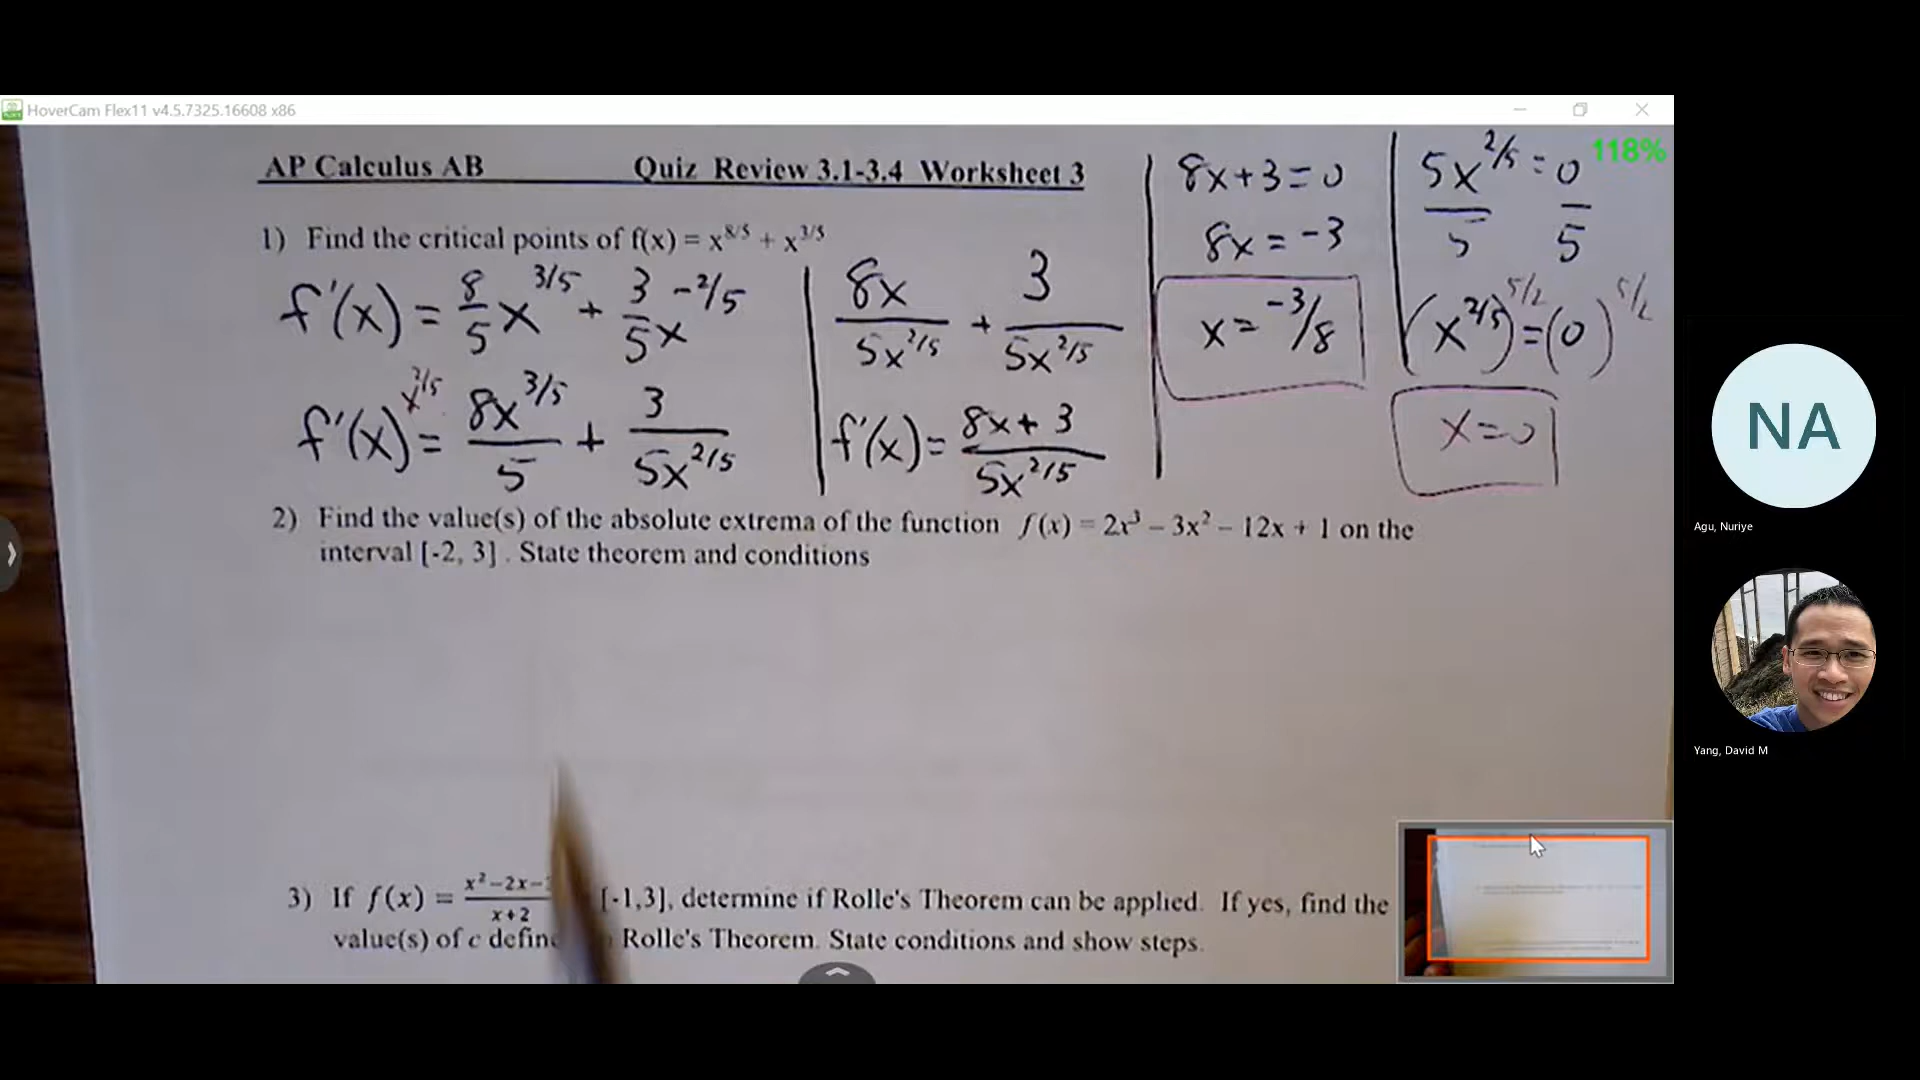 HoverCam Flex11 v4.5.7325.16608 x86
118%
AP Calculus AB Quiz Review 3.1-3.4 Worksheet 3
1) Find the critical points of f(x) = x^{8/5} + x^{3/5}
f'(x) = 8/5 x^{3/5} + 3/5 x^{-2/5}
x^{2/5}
f'(x) = 8x^{3/5}/5 + 3/5x^{2/5}
8x/5x^{2/5} + 3/5x^{2/5}
f'(x) = 8x + 3/5x^{2/5}
8x+3=0
8x = -3
x = -3/8
5x^{2/5} = 0
5 5
(x^{2/5})^{5/2} = (0)^{5/2}
x=0
2) Find the value(s) of the absolute extrema of the function f(x) = 2x³ – 3x² – 12x + 1 on the
interval [-2, 3] . State theorem and conditions
3) If f(x) = x²–2x– / x+2 [-1,3], determine if Rolle's Theorem can be applied. If yes, find the
value(s) of c Rolle's Theorem. State conditions and show steps.
NA
Agu, Nuriye
Yang, David M